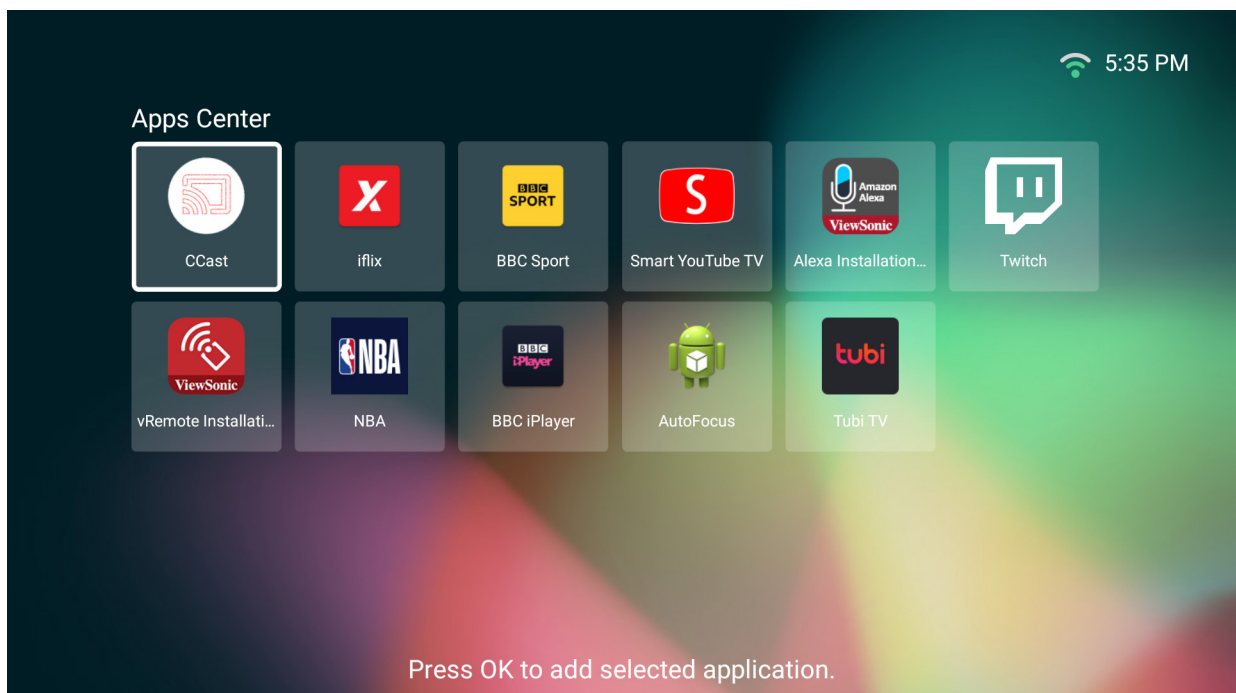 5:35 PM
Apps Center
CCast
X
iflix
BBC
SPORT
BBC Sport
S
Smart YouTube TV
Amazon
Alexa
ViewSonic
Alexa Installation...
Twitch
ViewSonic
vRemote Installati...
NBA
NBA
BBC
iPlayer
BBC iPlayer
AutoFocus
tubi
Tubi TV
Press OK to add selected application.